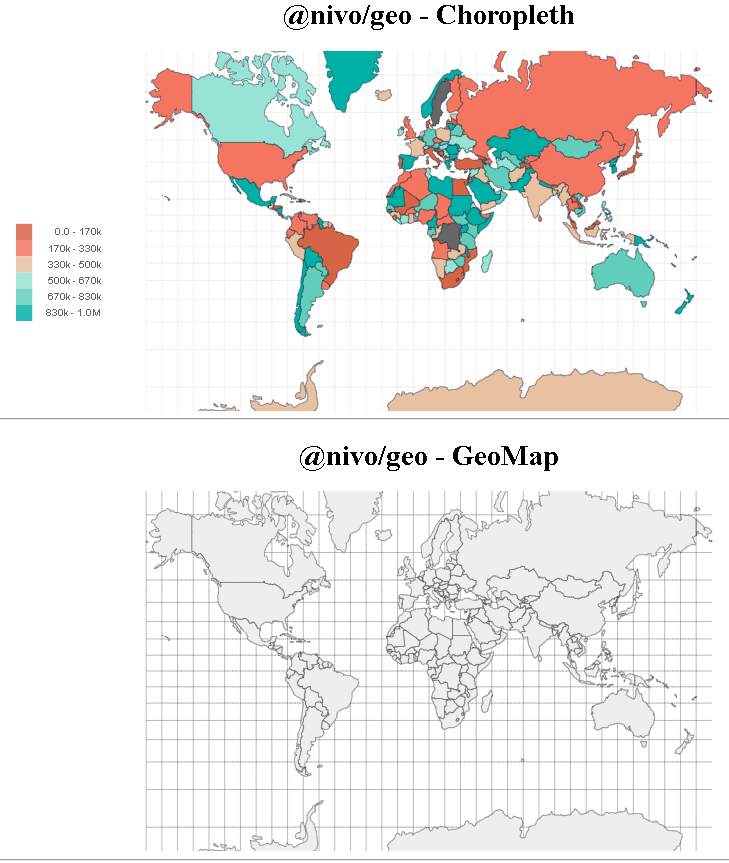 @nivo/geo - Choropleth
0.0 - 170k
170k - 330k
330k - 500k
500k - 670k
670k - 830k
830k - 1.0M
@nivo/geo - GeoMap